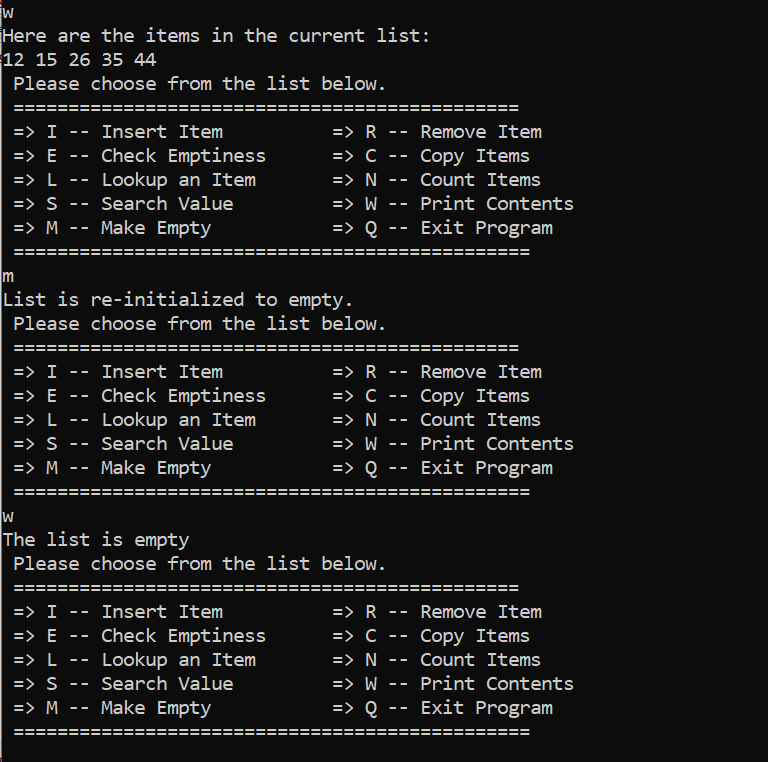 w
Here are the items in the current list:
12 15 26 35 44
 Please choose from the list below.
 ==============================================
 => I -- Insert Item          => R -- Remove Item
 => E -- Check Emptiness      => C -- Copy Items
 => L -- Lookup an Item       => N -- Count Items
 => S -- Search Value         => W -- Print Contents
 => M -- Make Empty           => Q -- Exit Program
 ===============================================
m
List is re-initialized to empty.
 Please choose from the list below.
 ==============================================
 => I -- Insert Item          => R -- Remove Item
 => E -- Check Emptiness      => C -- Copy Items
 => L -- Lookup an Item       => N -- Count Items
 => S -- Search Value         => W -- Print Contents
 => M -- Make Empty           => Q -- Exit Program
 ===============================================
w
The list is empty
 Please choose from the list below.
 ==============================================
 => I -- Insert Item          => R -- Remove Item
 => E -- Check Emptiness      => C -- Copy Items
 => L -- Lookup an Item       => N -- Count Items
 => S -- Search Value         => W -- Print Contents
 => M -- Make Empty           => Q -- Exit Program
 ===============================================